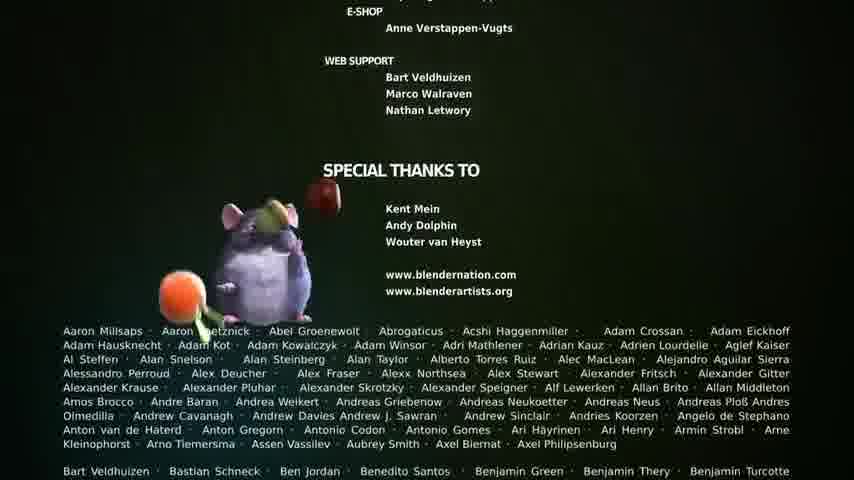 E-SHOP
Anne Verstappen-Vugts
WEB SUPPORT
Bart Veldhuizen
Marco Walraven
Nathan Letwory
SPECIAL THANKS TO
Kent Mein
Andy Dolphin
Wouter van Heyst
www.blendernation.com
www.blenderartists.org
Aaron Millsaps · Aaron · Abel Groenewolt · Abrogaticus · Acshi Haggenmiller · Adam Crossan · Adam Eickhoff
Adam Hausknecht · Adam Kot · Adam Kowalczyk · Adam Winsor · Adri Mathlener · Adrian Kauz · Adrien Lourdelle · Aglef Kaiser
Al Steffen · Alan Snelson · Alan Steinberg · Alan Taylor · Alberto Torres Ruiz · Alec MacLean · Alejandro Aguilar Sierra
Alessandro Perroud · Alex Deucher · Alex Fraser · Alexx Northsea · Alex Stewart · Alexander Fritsch · Alexander Gitter
Alexander Krause · Alexander Pluhar · Alexander Skrotzky · Alexander Speigner · Alf Lewerken · Allan Brito · Allan Middleton
Amos Brocco · Andre Baran · Andrea Weikert · Andreas Griebenow · Andreas Neukoetter · Andreas Neus · Andreas Ploß Andres
Olmedilla · Andrew Cavanagh · Andrew Davies Andrew J. Sawran · Andrew Sinclair · Andries Koorzen · Angelo de Stephano
Anton van de Haterd · Anton Gregorn · Antonio Codon · Antonio Gomes · Ari Häyrinen · Ari Henry · Armin Strobl · Arne
Kleinophorst · Arno Tiemersma · Assen Vassilev · Aubrey Smith · Axel Biernat · Axel Philipsenburg
Bart Veldhuizen · Bastian Schneck · Ben Jordan · Benedito Santos · Benjamin Green · Benjamin Thery · Benjamin Turcotte